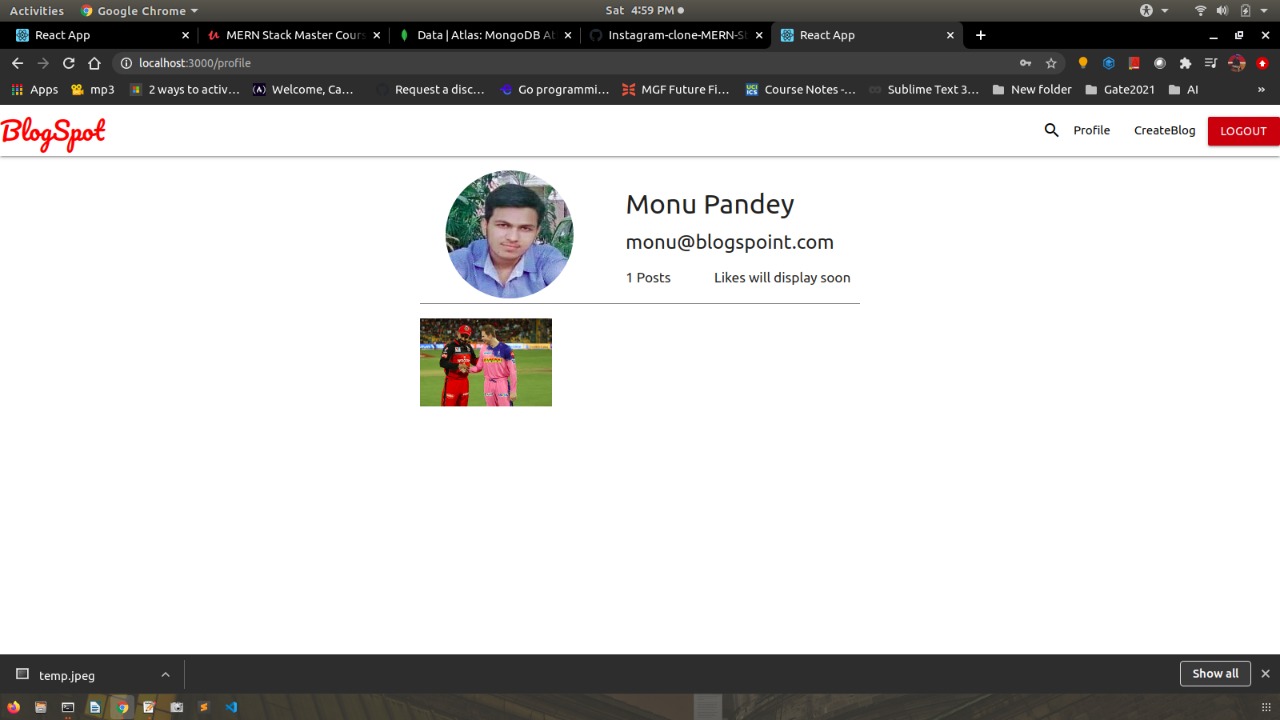 Activities Google Chrome Sat 4:59 PM
React App MERN Stack Master Cours Data | Atlas: MongoDB At Instagram-clone-MERN-St React App
localhost:3000/profile
Apps mp3 2 ways to activ… Welcome, Ca… Request a disc… Go programmi… MGF Future Fi… Course Notes -… Sublime Text 3… New folder Gate2021 AI »
BlogSpot Profile CreateBlog LOGOUT
Monu Pandey
monu@blogspoint.com
1 Posts Likes will display soon
temp.jpeg Show all